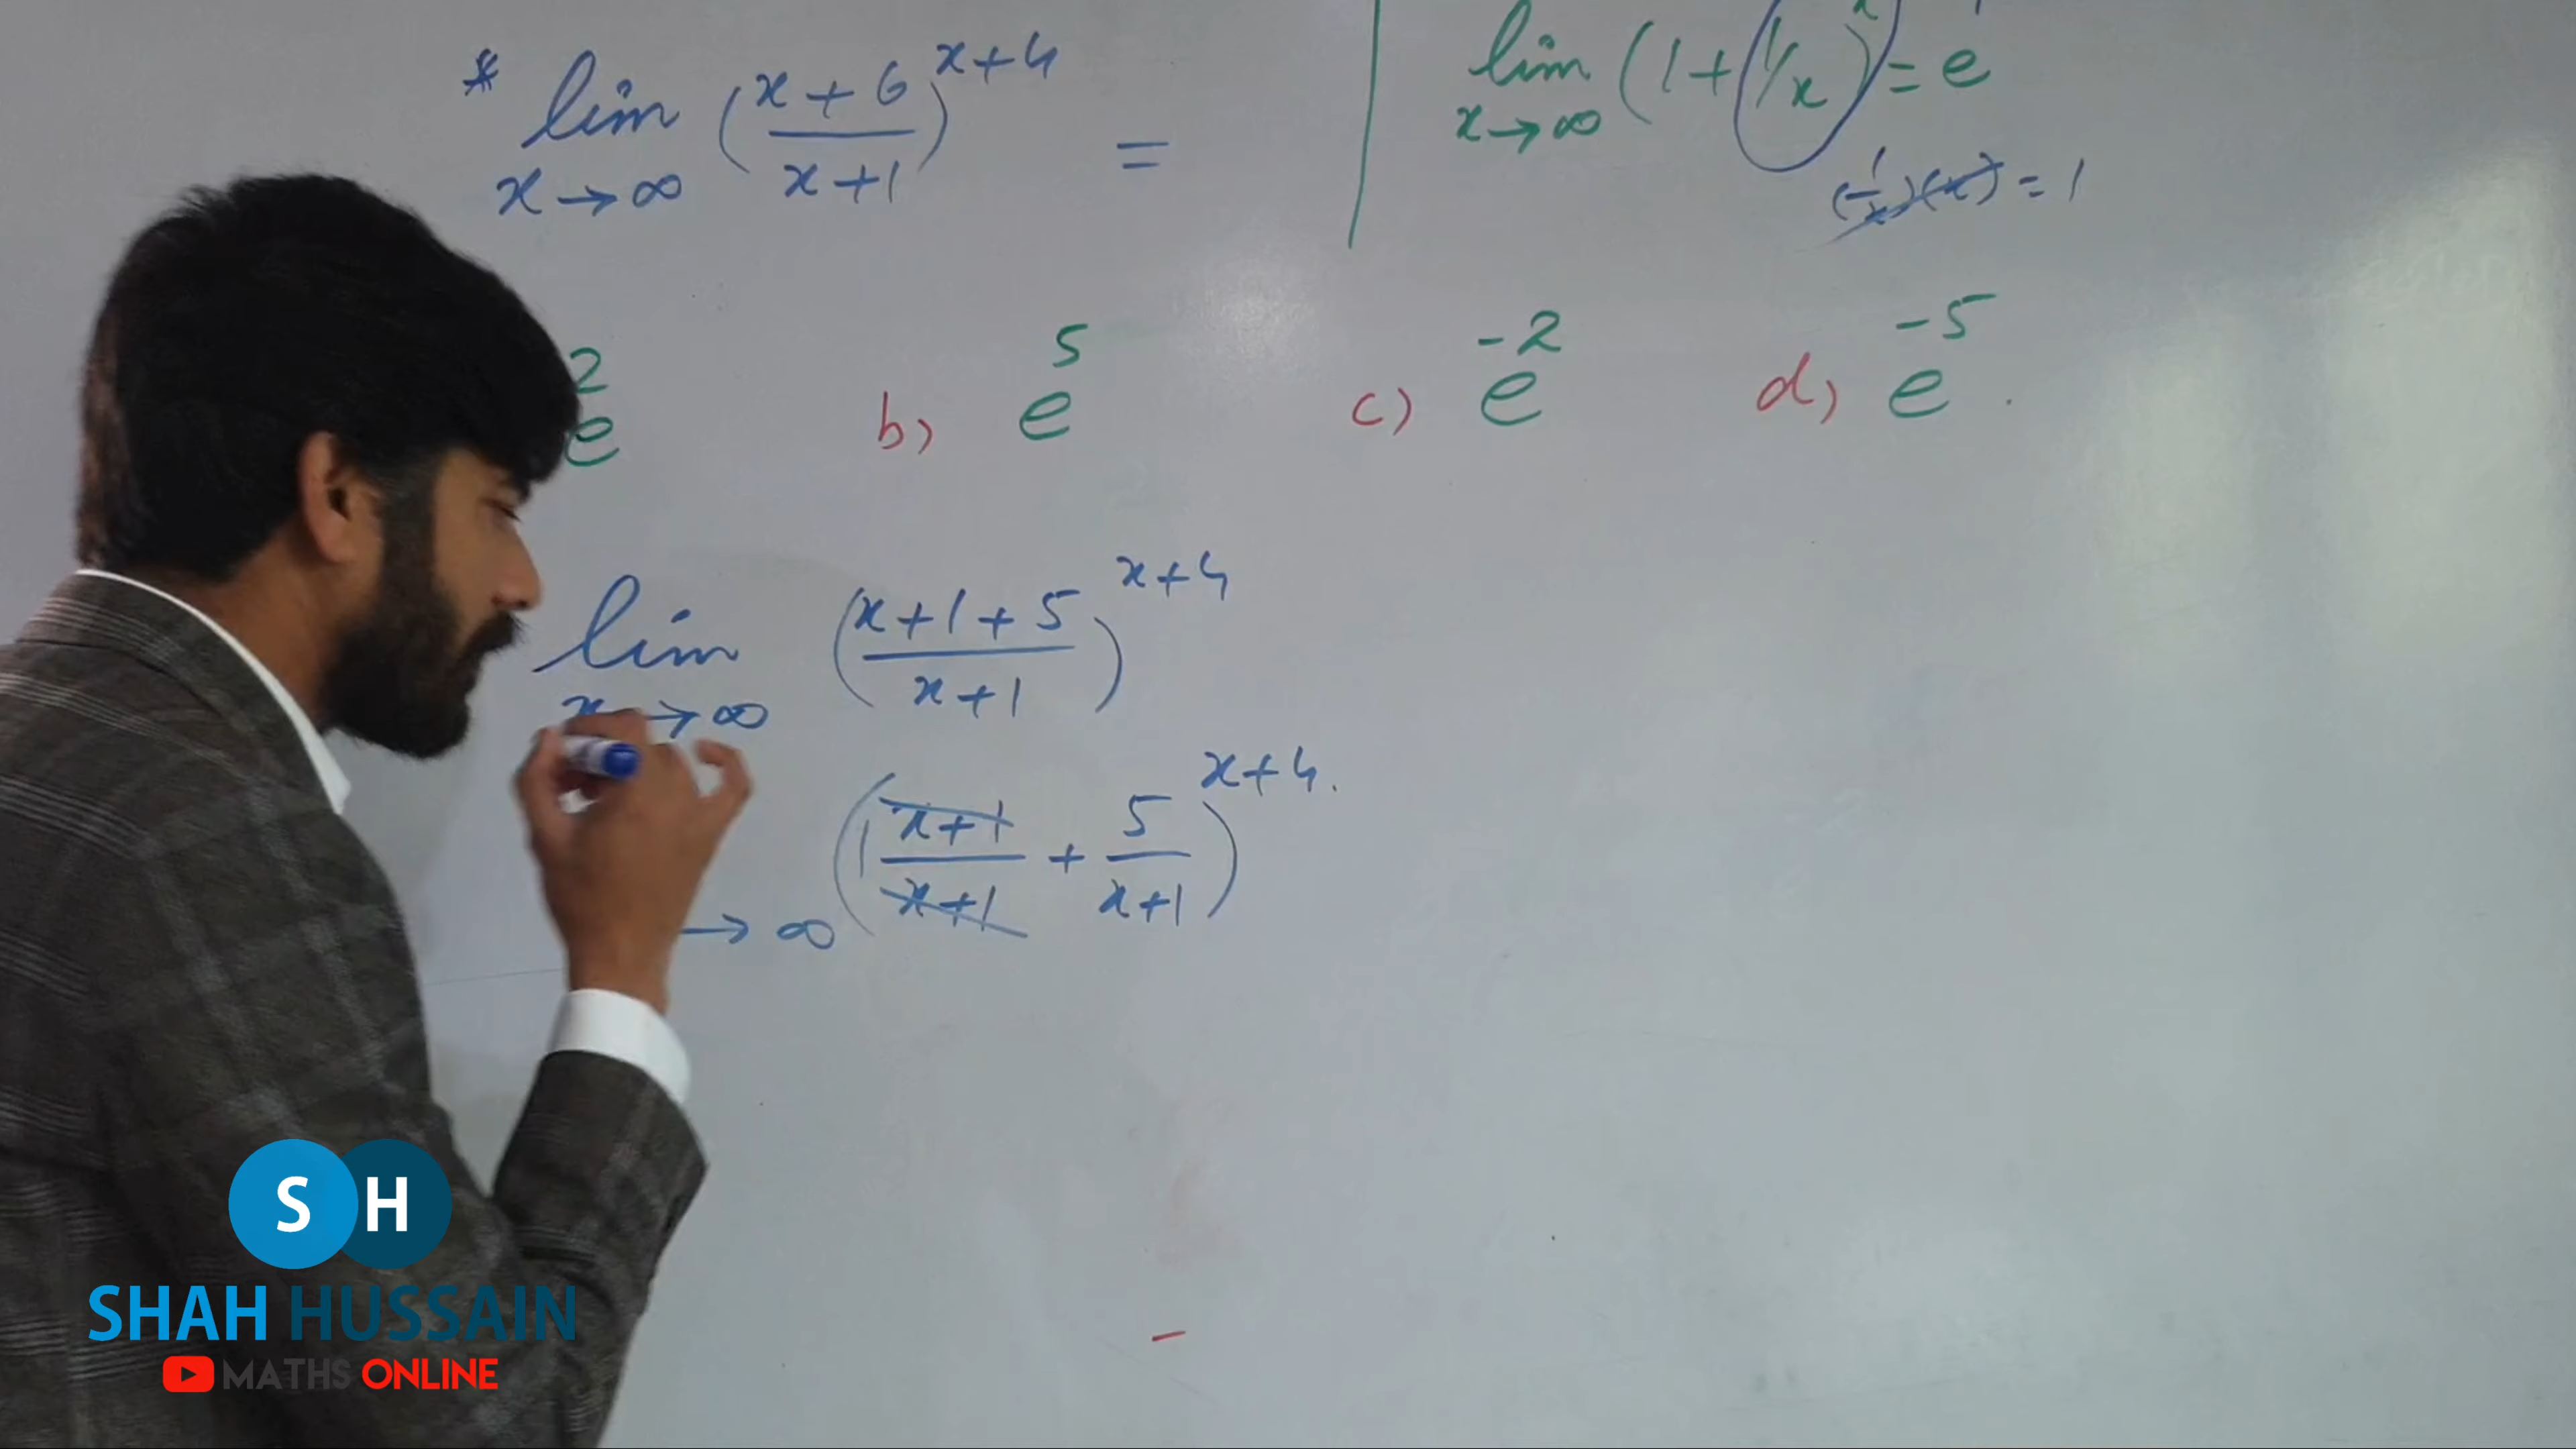 * lim (x+6 / x+1)^x+4 =
x→∞
lim (1 + 1/x)^x = e
x→∞
(1/x)(x) = 1
e^2 b) e^5 c) e^-2 d) e^-5 .
lim (x+1+5 / x+1)^x+4
x→∞
→∞ (1 x+1 / x+1 + 5 / x+1)^x+4.
S H
SHAH HUSSAIN
MATHS ONLINE